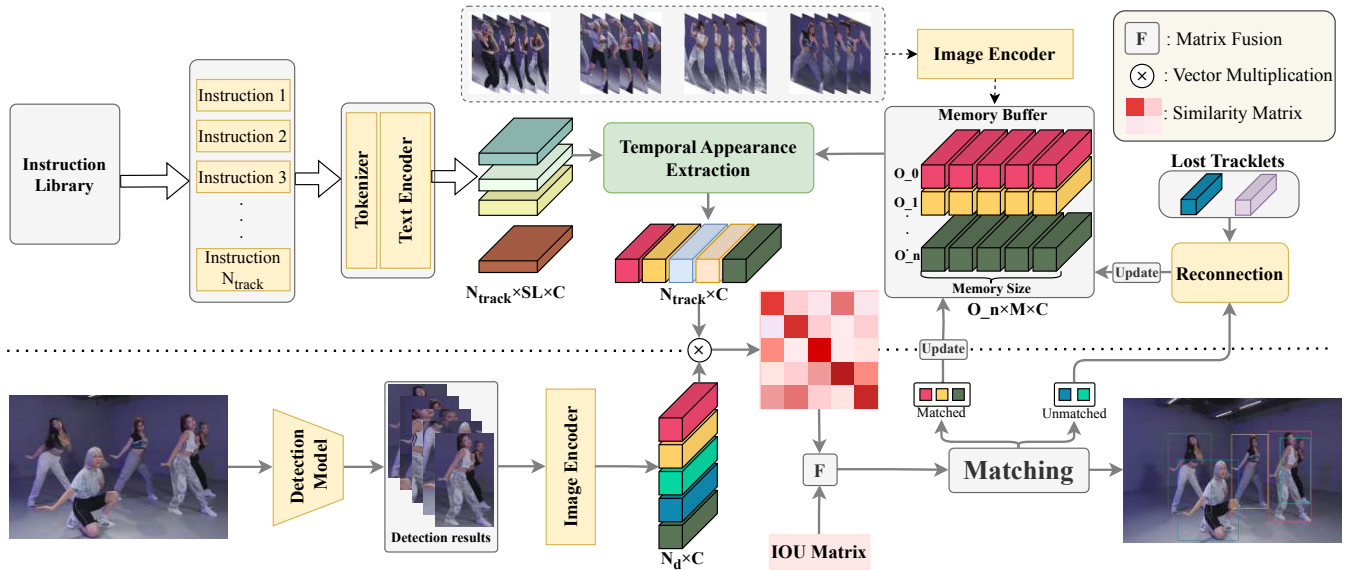 Instruction
Library
Instruction 1
Instruction 2
Instruction 3
.
.
.
Instruction
N_track
Tokenizer
Text Encoder
N_track×SL×C
Temporal Appearance
Extraction
N_track×C
Image Encoder
Memory Buffer
O_0
O_1
.
.
O_n
Memory Size
O_n×M×C
F
: Matrix Fusion
×
: Vector Multiplication
: Similarity Matrix
Lost Tracklets
Reconnection
Update
Update
×
Detection
Model
Detection results
Image Encoder
N_d×C
F
IOU Matrix
Matched
Unmatched
Matching